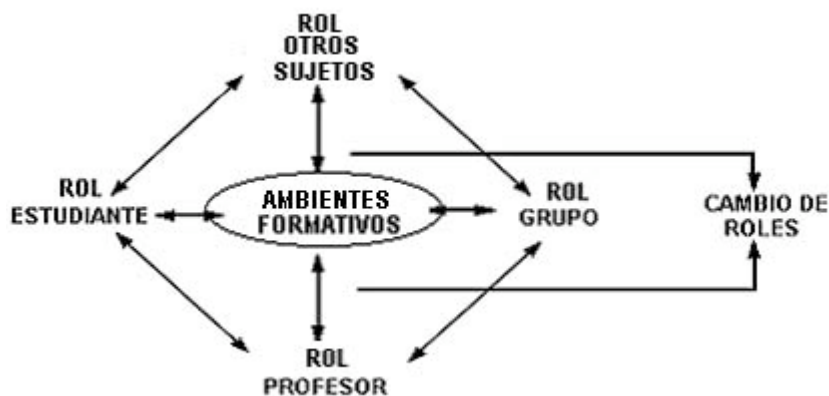 ROL
OTROS
SUJETOS
ROL
ESTUDIANTE
AMBIENTES
FORMATIVOS
ROL
GRUPO
CAMBIO DE
ROLES
ROL
PROFESOR